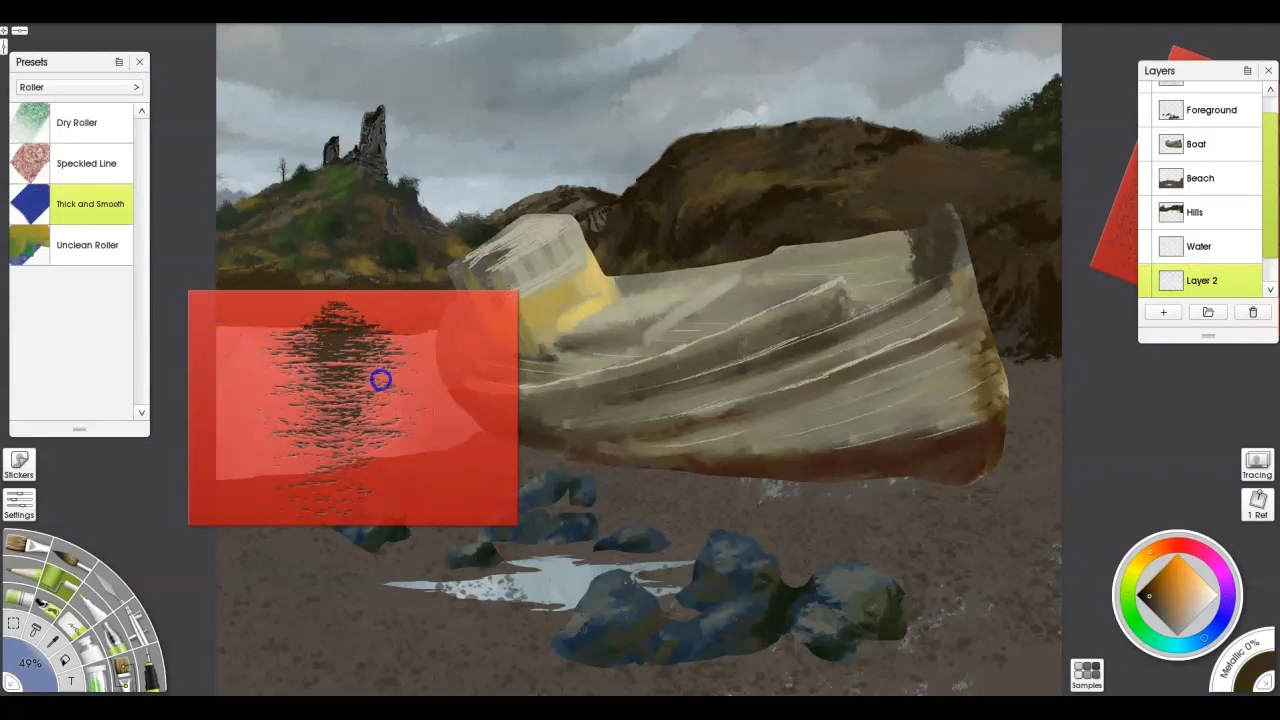 Presets
Roller >
Dry Roller
Speckled Line
Thick and Smooth
Unclean Roller
Stickers
Settings
49%
T
Layers
Foreground
Boat
Beach
Hills
Water
Layer 2
+
Tracing
1 Ref
Metallic 0%
Samples